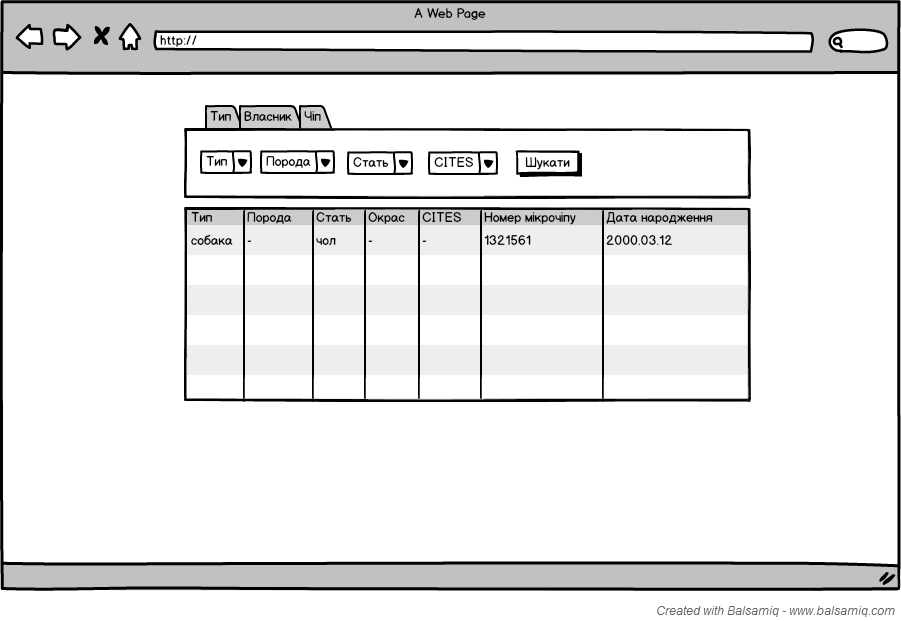 A Web Page
http://
Тип Власник Чіп
Тип Порода Стать CITES Шукати
Тип Порода Стать Окрас CITES Номер мікрочіпу Дата народження
собака - чол - - 1321561 2000.03.12
Created with Balsamiq - www.balsamiq.com